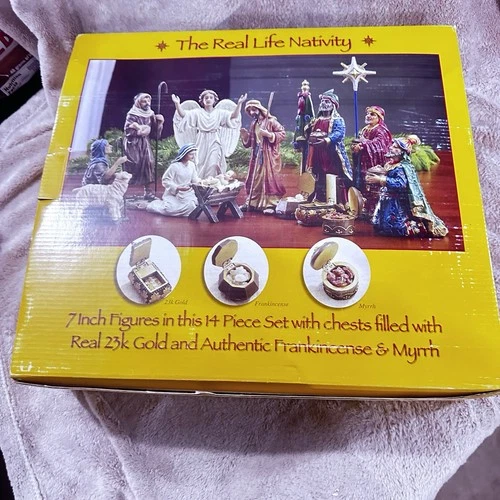 The Real Life Nativity
23k Gold
Frankincense
Myrrh
7 Inch Figures in this 14 Piece Set with chests filled with
Real 23k Gold and Authentic Frankincense & Myrrh